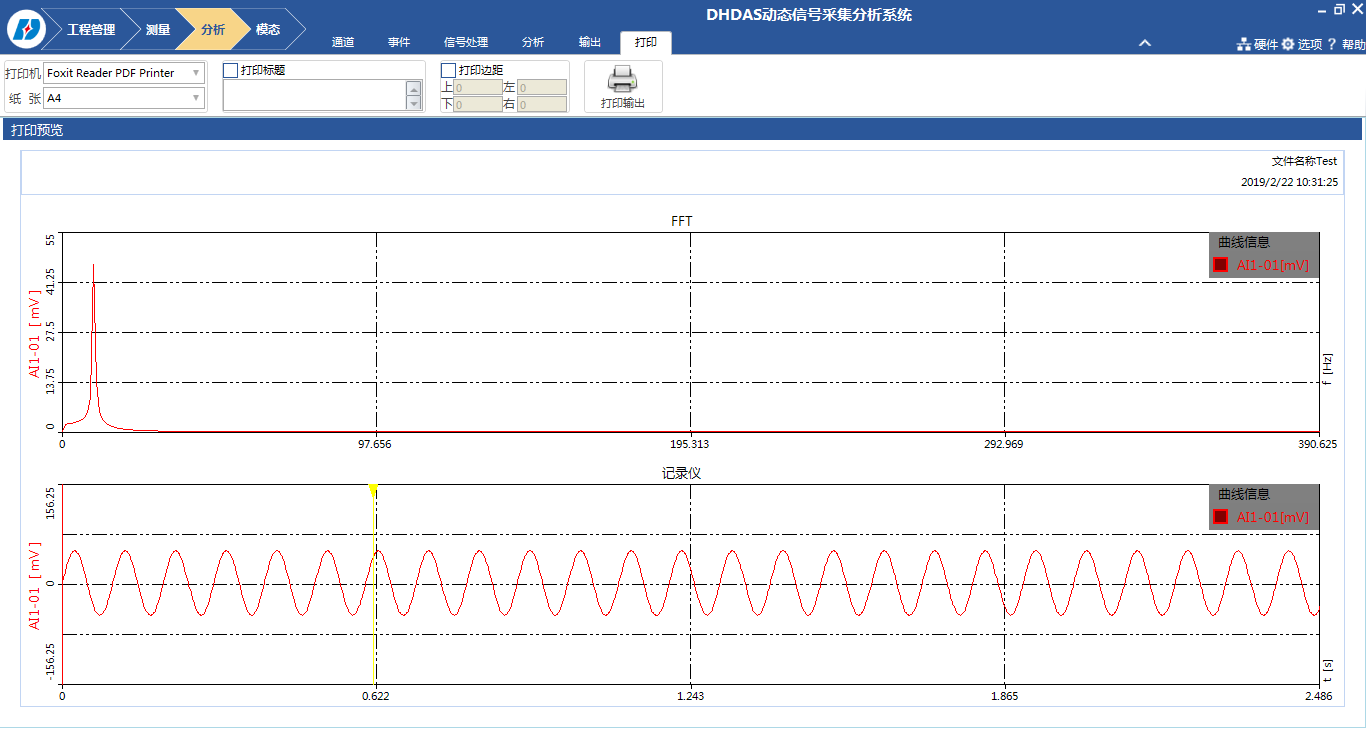 DHDAS动态信号采集分析系统
工程管理 测量 分析 模态
通道 事件 信号处理 分析 输出 打印
硬件 选项 ? 帮助
打印机 Foxit Reader PDF Printer
纸 张 A4
打印标题
打印边距
上 0 左 0
下 0 右 0
打印输出
打印预览
文件名称Test
2019/2/22 10:31:25
FFT
曲线信息
AI1-01[mV]
AI1-01 [ mV ]
55
41.25
27.5
13.75
0
f [Hz]
0 97.656 195.313 292.969 390.625
记录仪
曲线信息
AI1-01[mV]
AI1-01 [ mV ]
156.25
0
-156.25
t [s]
0 0.622 1.243 1.865 2.486